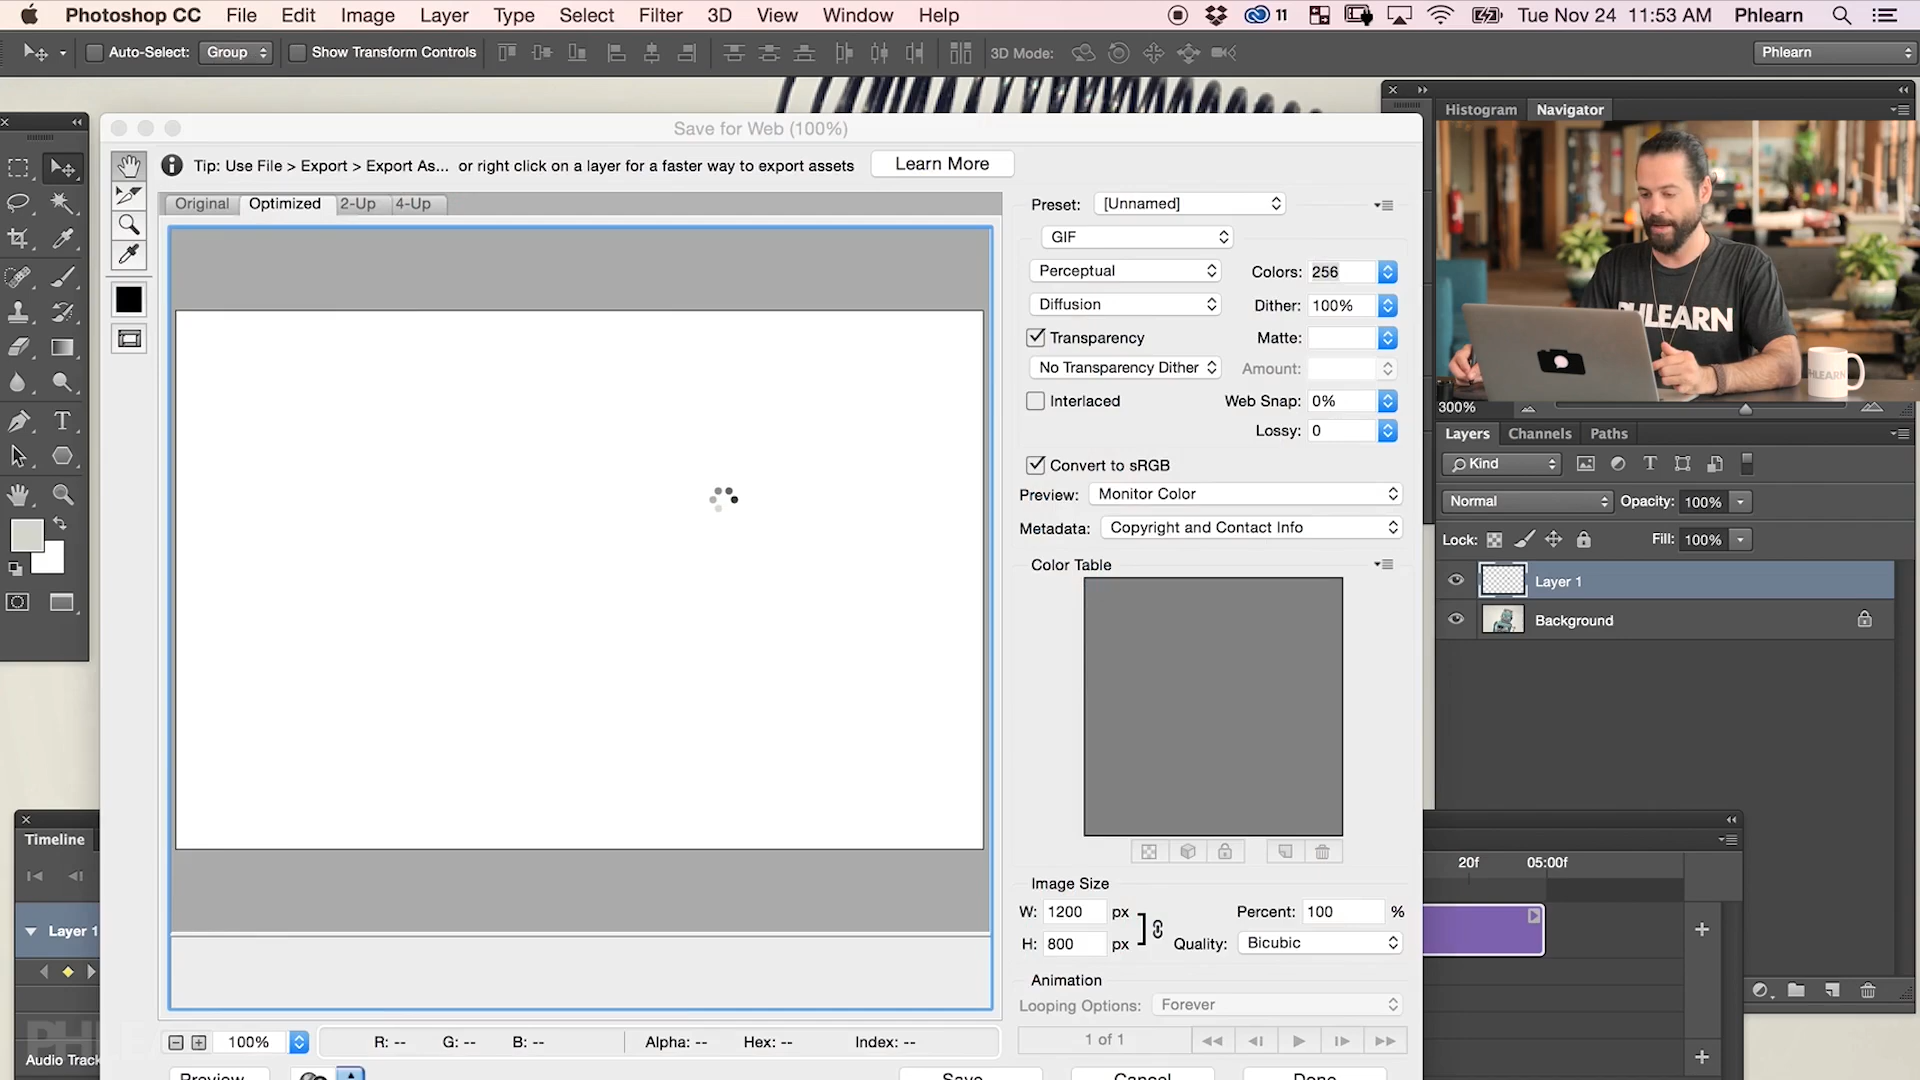 Photoshop CC File Edit Image Layer Type Select Filter 3D View Window Help 11 Tue Nov 24 11:53 AM Phlearn
Auto-Select: Group Show Transform Controls 3D Mode: Phlearn
Save for Web (100%)
Tip: Use File > Export > Export As... or right click on a layer for a faster way to export assets Learn More
Original Optimized 2-Up 4-Up
Preset: [Unnamed]
GIF
Perceptual Colors: 256
Diffusion Dither: 100%
Transparency Matte:
No Transparency Dither Amount:
Interlaced Web Snap: 0%
Lossy: 0
Convert to sRGB
Preview: Monitor Color
Metadata: Copyright and Contact Info
Color Table
Image Size
W: 1200 px Percent: 100 %
H: 800 px Quality: Bicubic
Animation
Looping Options: Forever
1 of 1
100% R: -- G: -- B: -- Alpha: -- Hex: -- Index: --
Preview... Save... Cancel Done
Histogram Navigator
PHLEARN
PHLEARN
300%
Layers Channels Paths
Kind
Normal Opacity: 100%
Lock: Fill: 100%
Layer 1
Background
Timeline
20f 05:00f
Layer 1
PHL
Audio Track